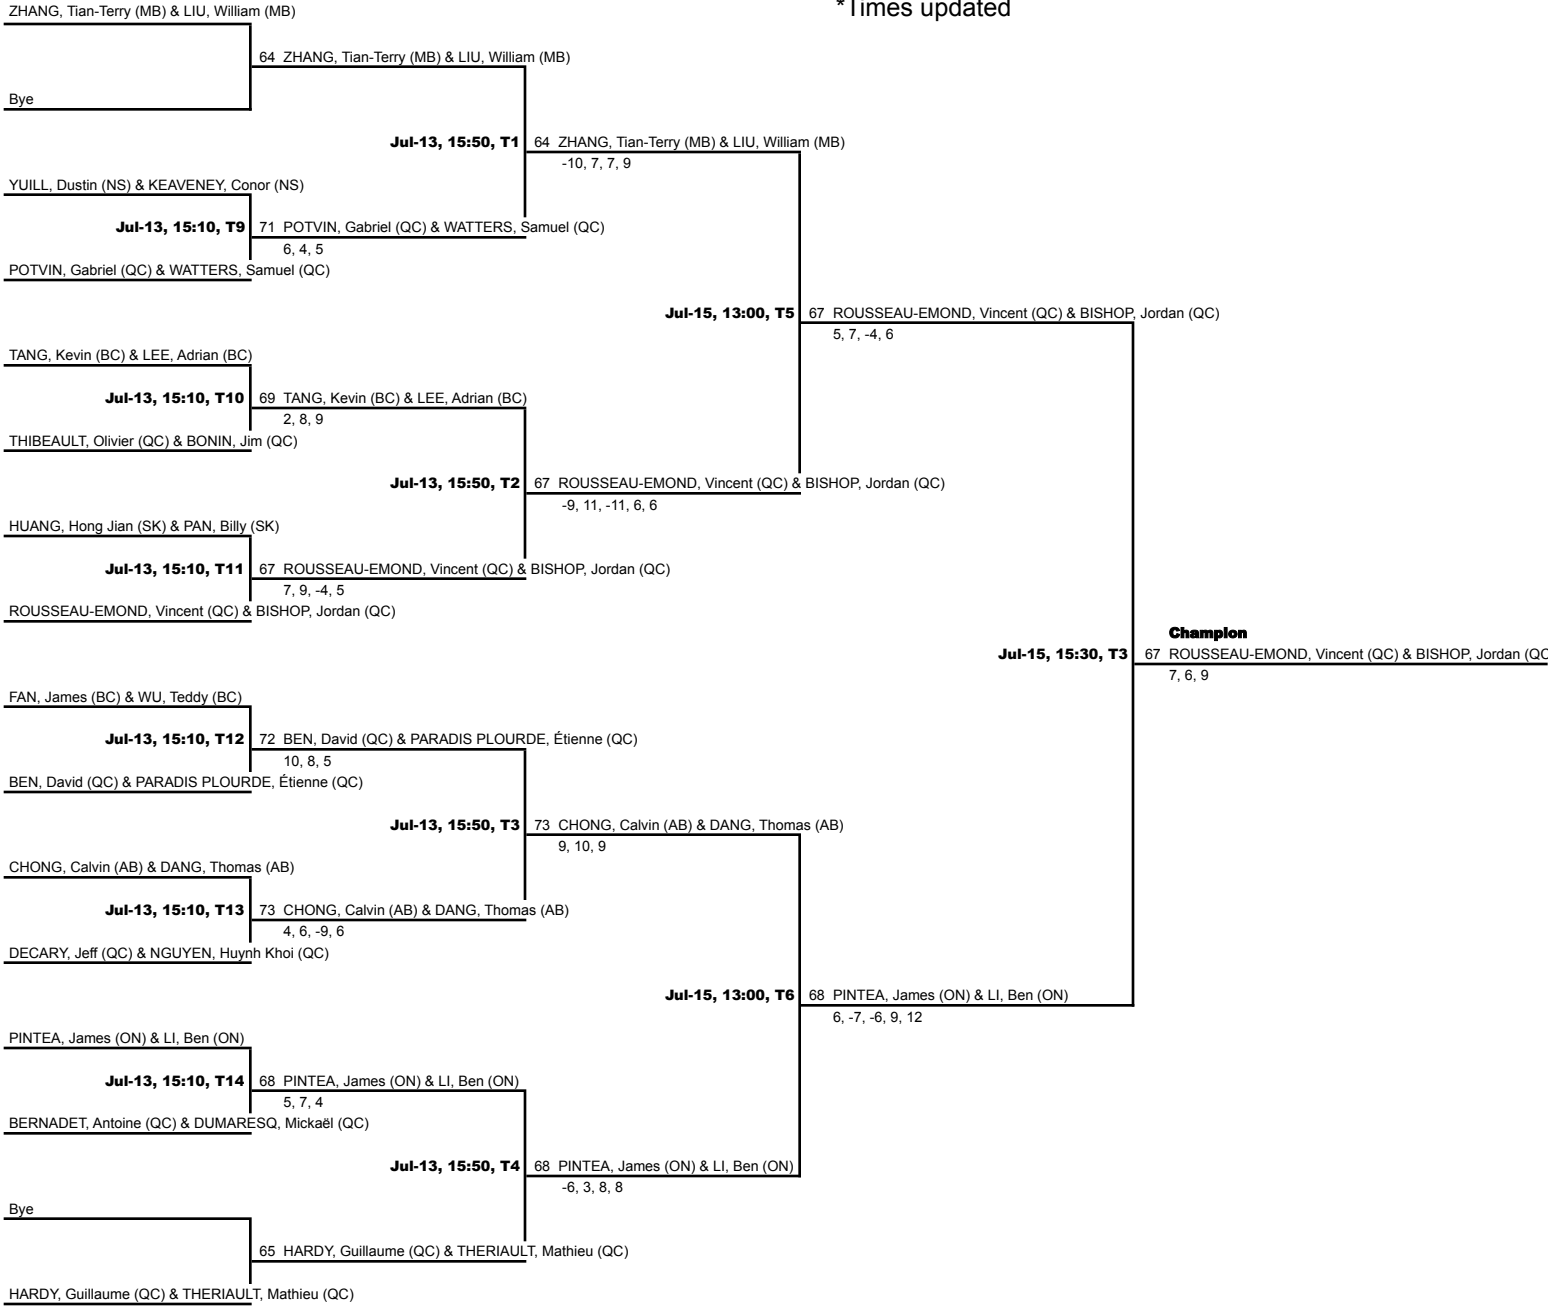 *Times updated
ZHANG, Tian-Terry (MB) & LIU, William (MB)
64 ZHANG, Tian-Terry (MB) & LIU, William (MB)
Bye
Jul-13, 15:50, T1 64 ZHANG, Tian-Terry (MB) & LIU, William (MB)
-10, 7, 7, 9
YUILL, Dustin (NS) & KEAVENEY, Conor (NS)
Jul-13, 15:10, T9 71 POTVIN, Gabriel (QC) & WATTERS, Samuel (QC)
6, 4, 5
POTVIN, Gabriel (QC) & WATTERS, Samuel (QC)
Jul-15, 13:00, T5 67 ROUSSEAU-EMOND, Vincent (QC) & BISHOP, Jordan (QC)
5, 7, -4, 6
TANG, Kevin (BC) & LEE, Adrian (BC)
Jul-13, 15:10, T10 69 TANG, Kevin (BC) & LEE, Adrian (BC)
2, 8, 9
THIBEAULT, Olivier (QC) & BONIN, Jim (QC)
Jul-13, 15:50, T2 67 ROUSSEAU-EMOND, Vincent (QC) & BISHOP, Jordan (QC)
-9, 11, -11, 6, 6
HUANG, Hong Jian (SK) & PAN, Billy (SK)
Jul-13, 15:10, T11 67 ROUSSEAU-EMOND, Vincent (QC) & BISHOP, Jordan (QC)
7, 9, -4, 5
ROUSSEAU-EMOND, Vincent (QC) & BISHOP, Jordan (QC)
Champion
Jul-15, 15:30, T3 67 ROUSSEAU-EMOND, Vincent (QC) & BISHOP, Jordan (QC
7, 6, 9
FAN, James (BC) & WU, Teddy (BC)
Jul-13, 15:10, T12 72 BEN, David (QC) & PARADIS PLOURDE, Étienne (QC)
10, 8, 5
BEN, David (QC) & PARADIS PLOURDE, Étienne (QC)
Jul-13, 15:50, T3 73 CHONG, Calvin (AB) & DANG, Thomas (AB)
9, 10, 9
CHONG, Calvin (AB) & DANG, Thomas (AB)
Jul-13, 15:10, T13 73 CHONG, Calvin (AB) & DANG, Thomas (AB)
4, 6, -9, 6
DECARY, Jeff (QC) & NGUYEN, Huynh Khoi (QC)
Jul-15, 13:00, T6 68 PINTEA, James (ON) & LI, Ben (ON)
6, -7, -6, 9, 12
PINTEA, James (ON) & LI, Ben (ON)
Jul-13, 15:10, T14 68 PINTEA, James (ON) & LI, Ben (ON)
5, 7, 4
BERNADET, Antoine (QC) & DUMARESQ, Mickaël (QC)
Jul-13, 15:50, T4 68 PINTEA, James (ON) & LI, Ben (ON)
-6, 3, 8, 8
Bye
65 HARDY, Guillaume (QC) & THERIAULT, Mathieu (QC)
HARDY, Guillaume (QC) & THERIAULT, Mathieu (QC)